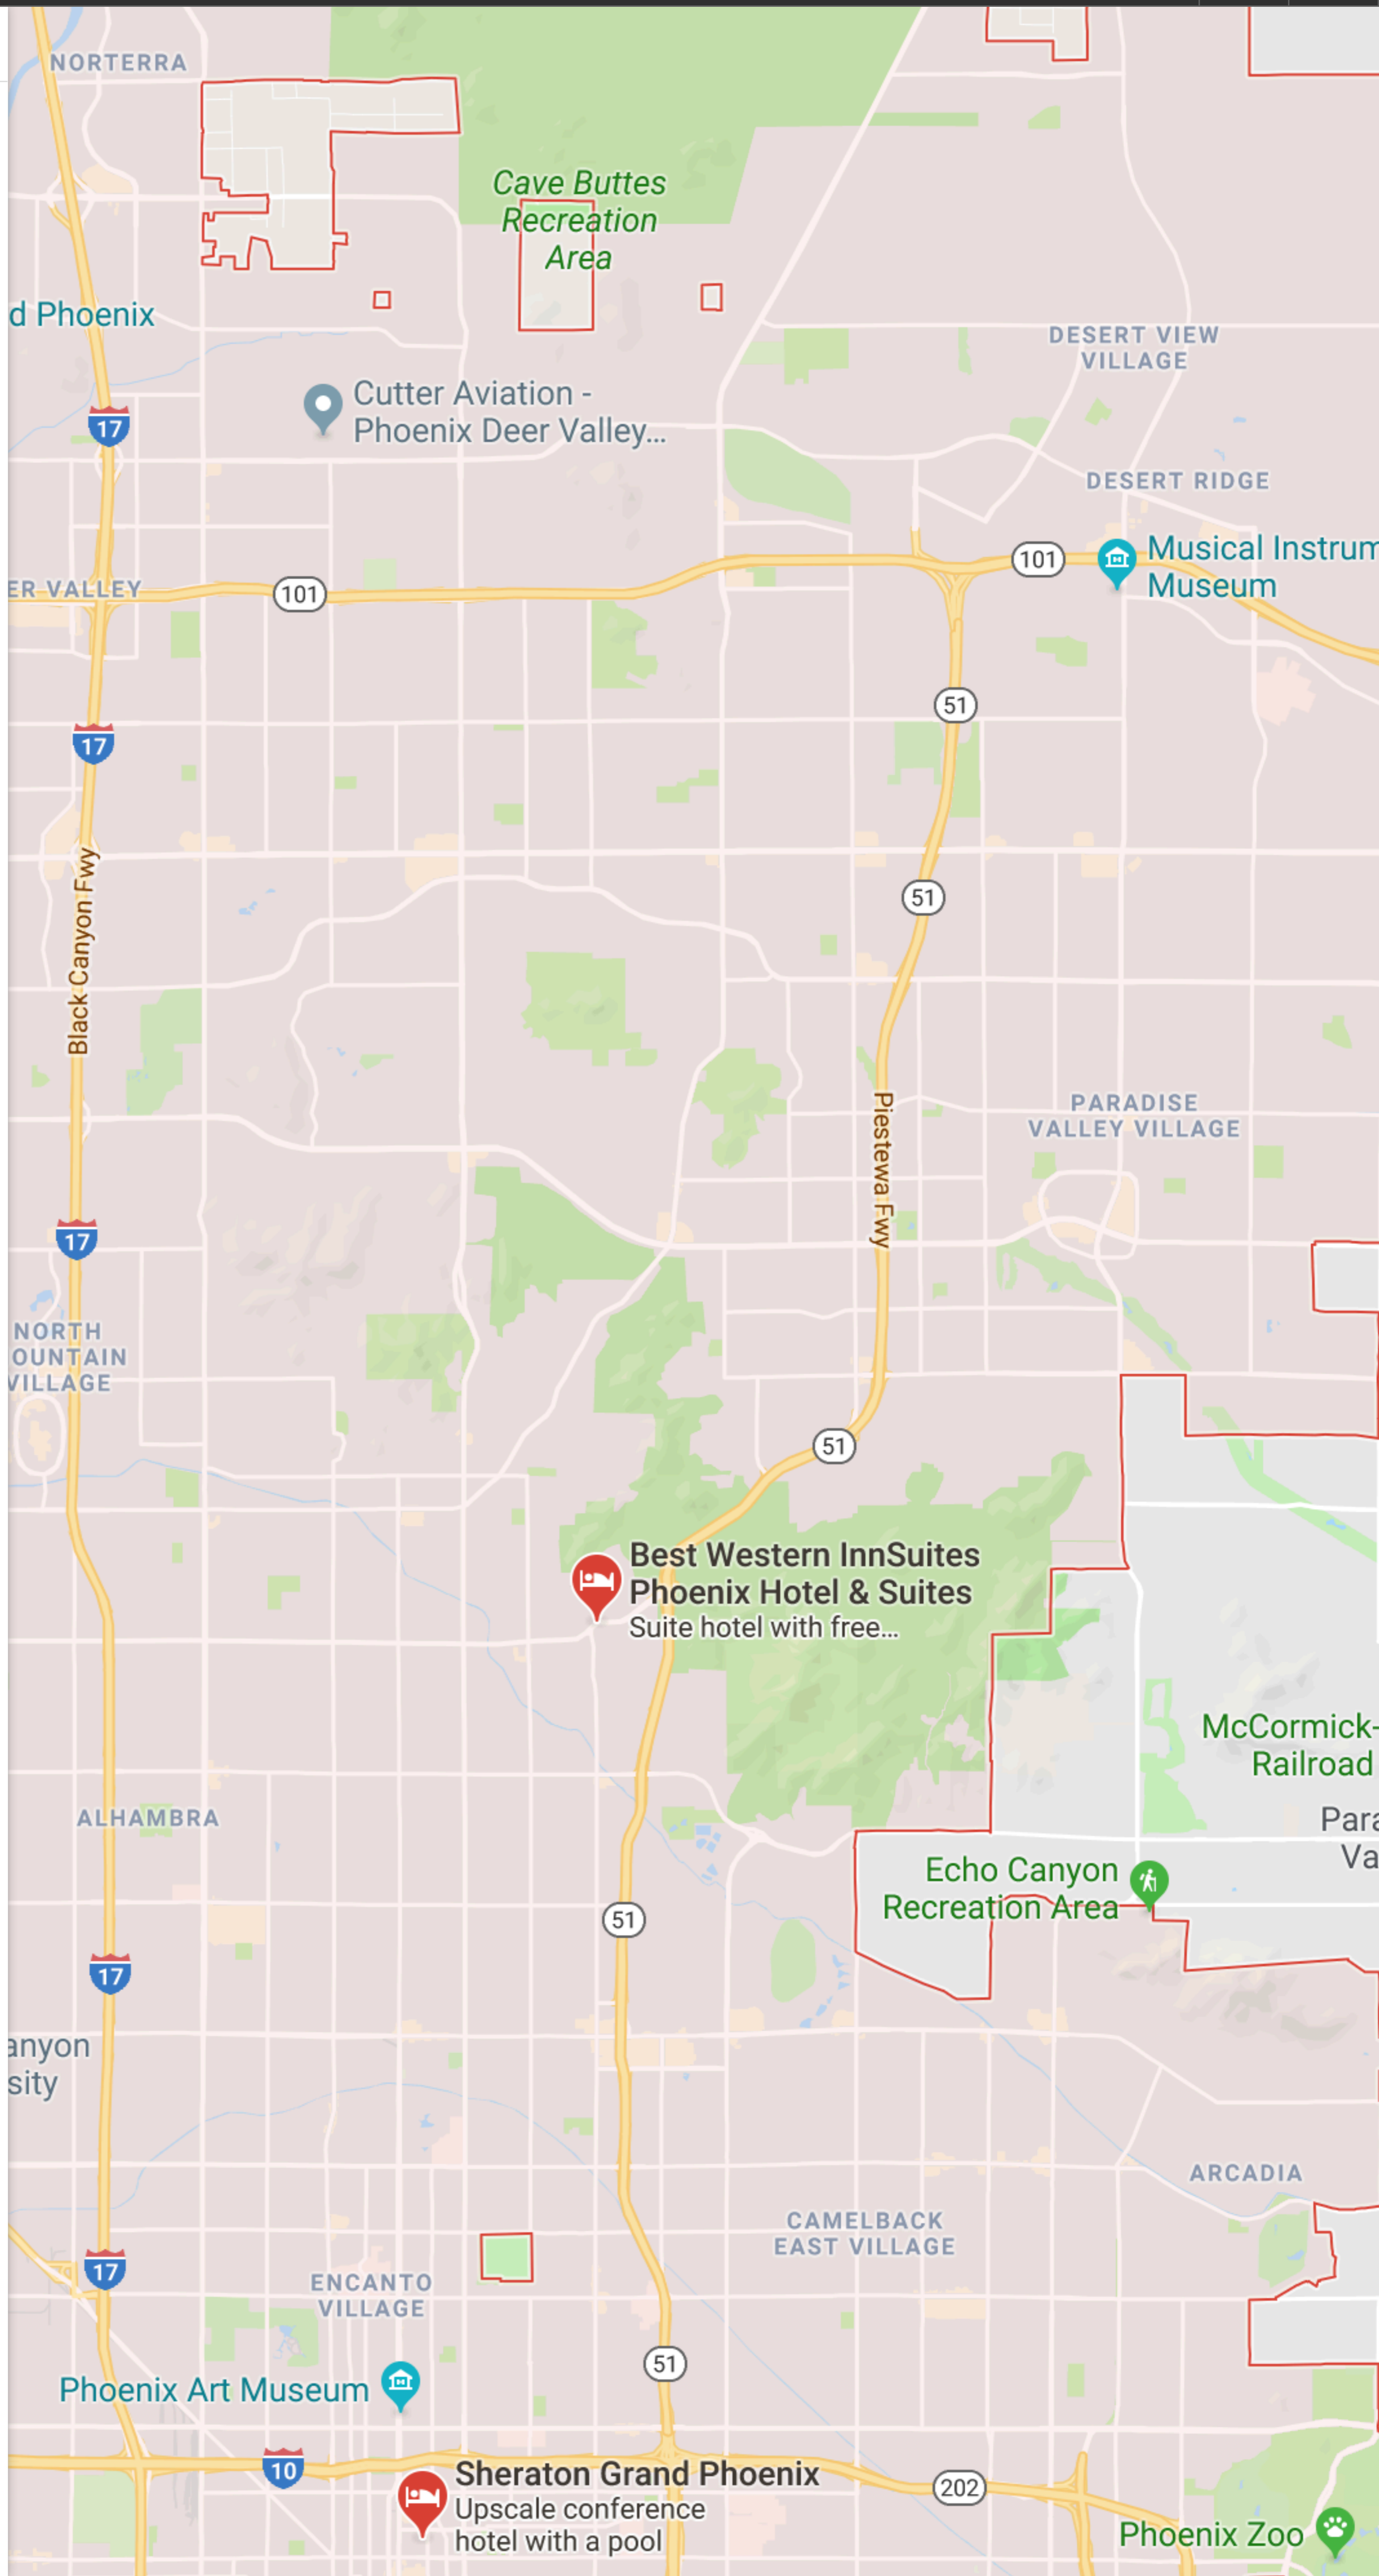 NORTERRA
Cave Buttes
Recreation
Area
d Phoenix
DESERT VIEW
VILLAGE
Cutter Aviation -
Phoenix Deer Valley...
17
DESERT RIDGE
101
Musical Instrum
Museum
ER VALLEY
101
51
17
51
Black Canyon Fwy
PARADISE
VALLEY VILLAGE
Piestewa Fwy
17
NORTH
OUNTAIN
VILLAGE
51
Best Western InnSuites
Phoenix Hotel & Suites
Suite hotel with free...
McCormick-
Railroad
ALHAMBRA
Para
Va
Echo Canyon
Recreation Area
51
17
anyon
sity
ARCADIA
CAMELBACK
EAST VILLAGE
17
ENCANTO
VILLAGE
51
Phoenix Art Museum
10
Sheraton Grand Phoenix
Upscale conference
hotel with a pool
202
Phoenix Zoo